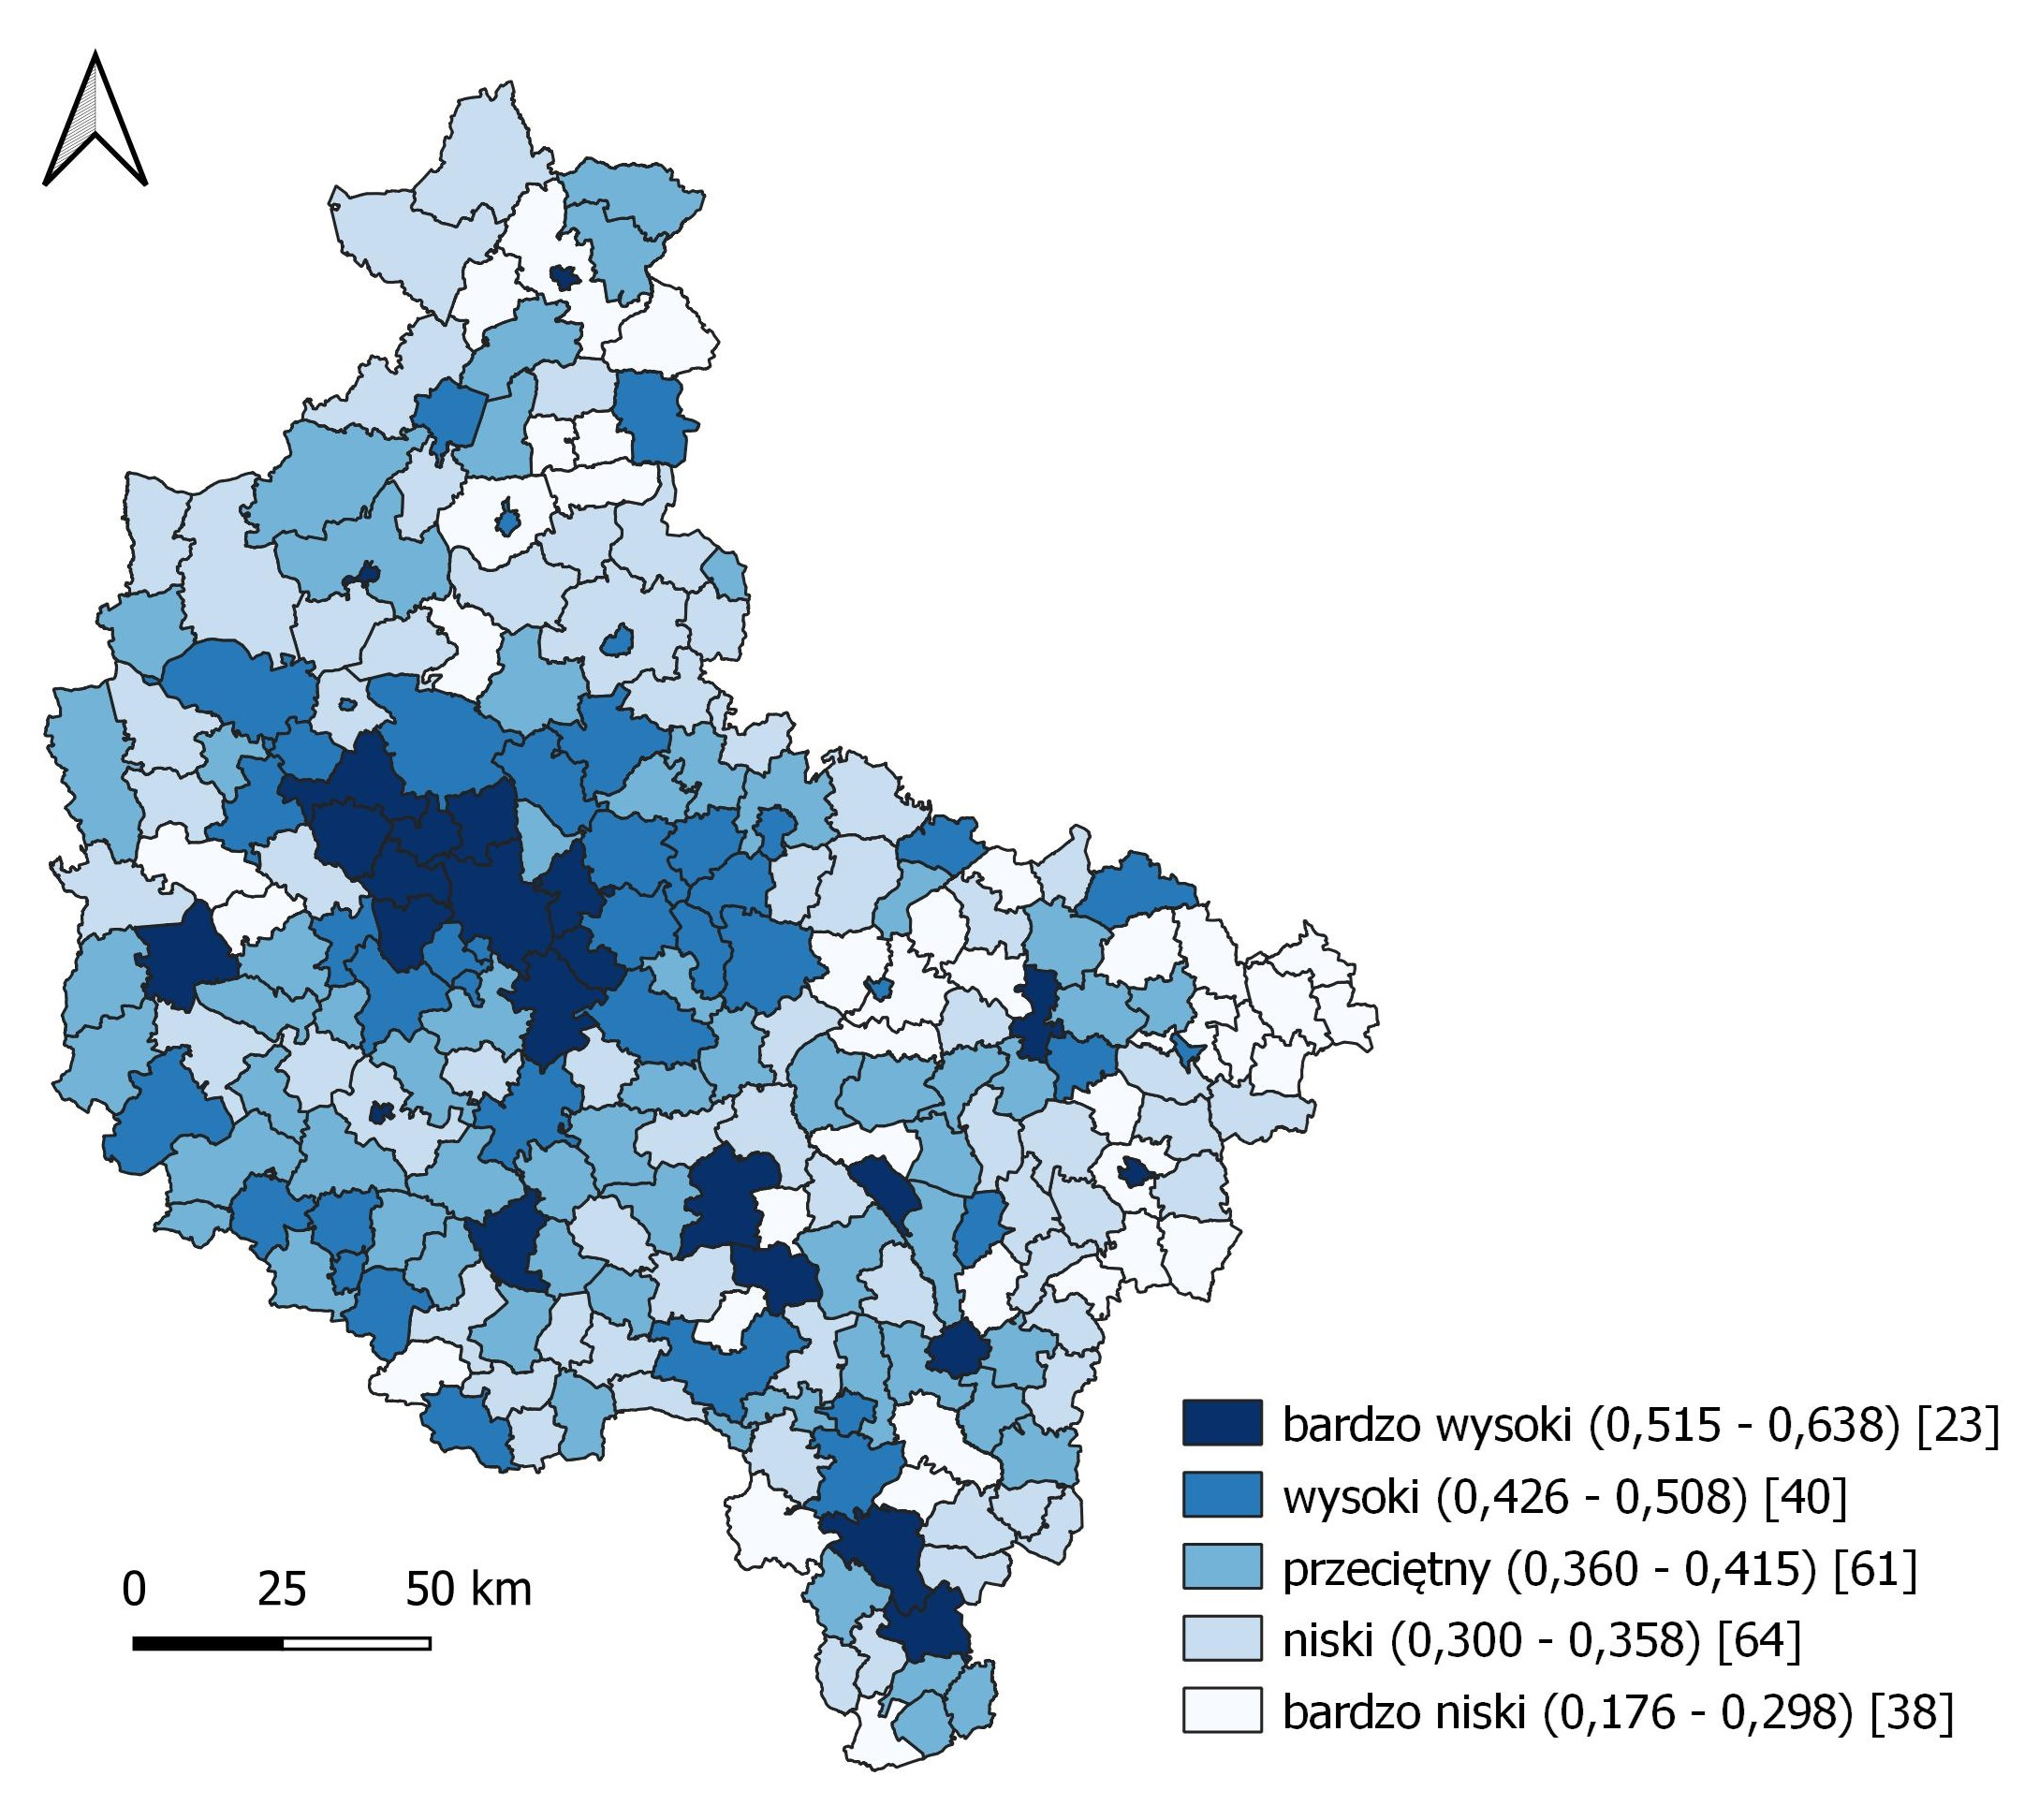 bardzo wysoki (0,515 - 0,638) [23]
wysoki (0,426 - 0,508) [40]
przeciętny (0,360 - 0,415) [61]
niski (0,300 - 0,358) [64]
bardzo niski (0,176 - 0,298) [38]
0 25 50 km